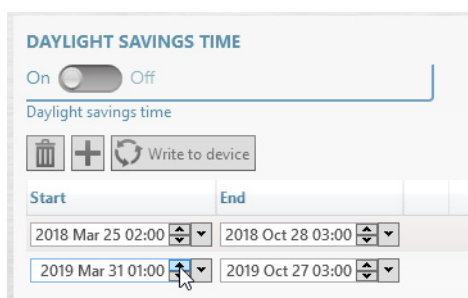 DAYLIGHT SAVINGS TIME
On Off
Daylight savings time
Write to device
Start End
2018 Mar 25 02:00 2018 Oct 28 03:00
2019 Mar 31 01:00 2019 Oct 27 03:00